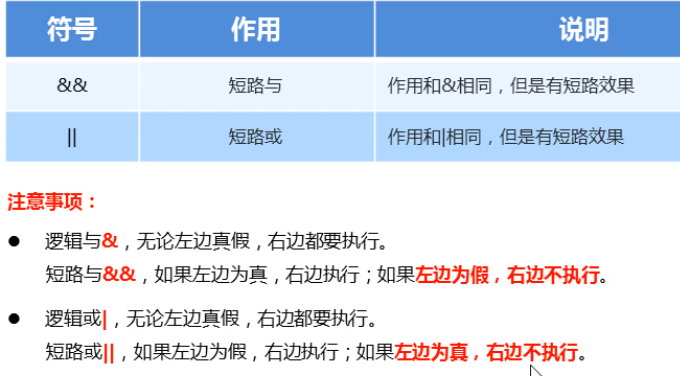 符号 作用 说明
&& 短路与 作用和&相同，但是有短路效果
|| 短路或 作用和|相同，但是有短路效果
注意事项：
● 逻辑与&，无论左边真假，右边都要执行。
短路与&&，如果左边为真，右边执行；如果左边为假，右边不执行。
● 逻辑或|，无论左边真假，右边都要执行。
短路或||，如果左边为假，右边执行；如果左边为真，右边不执行。